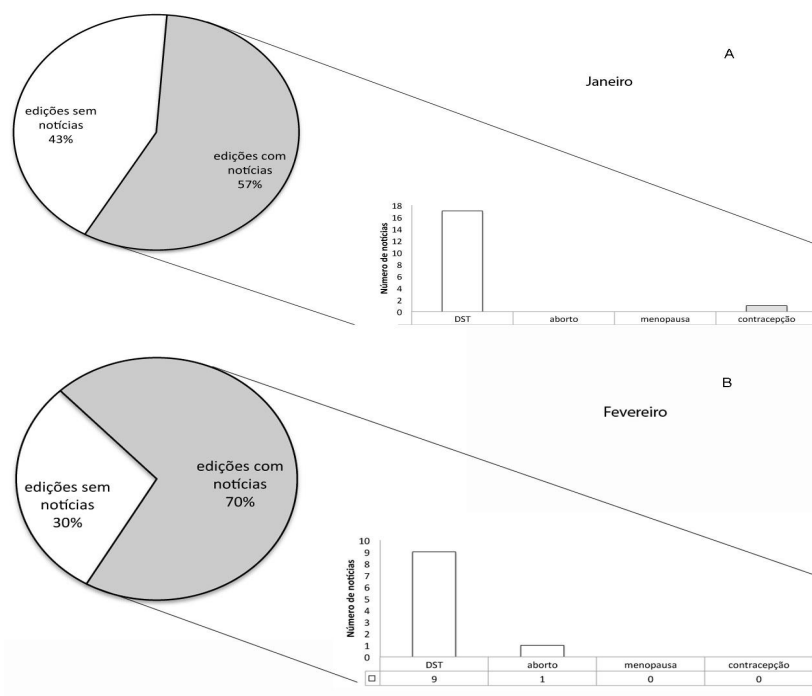 A
Janeiro
edições sem
notícias
43%
edições com
notícias
57%
Número de notícias
18
16
14
12
10
8
6
4
2
0
DST aborto menopausa contracepção
B
Fevereiro
edições com
notícias
70%
edições sem
notícias
30%
Número de notícias
10
9
8
7
6
5
4
3
2
1
0
DST aborto menopausa contracepção
9 1 0 0